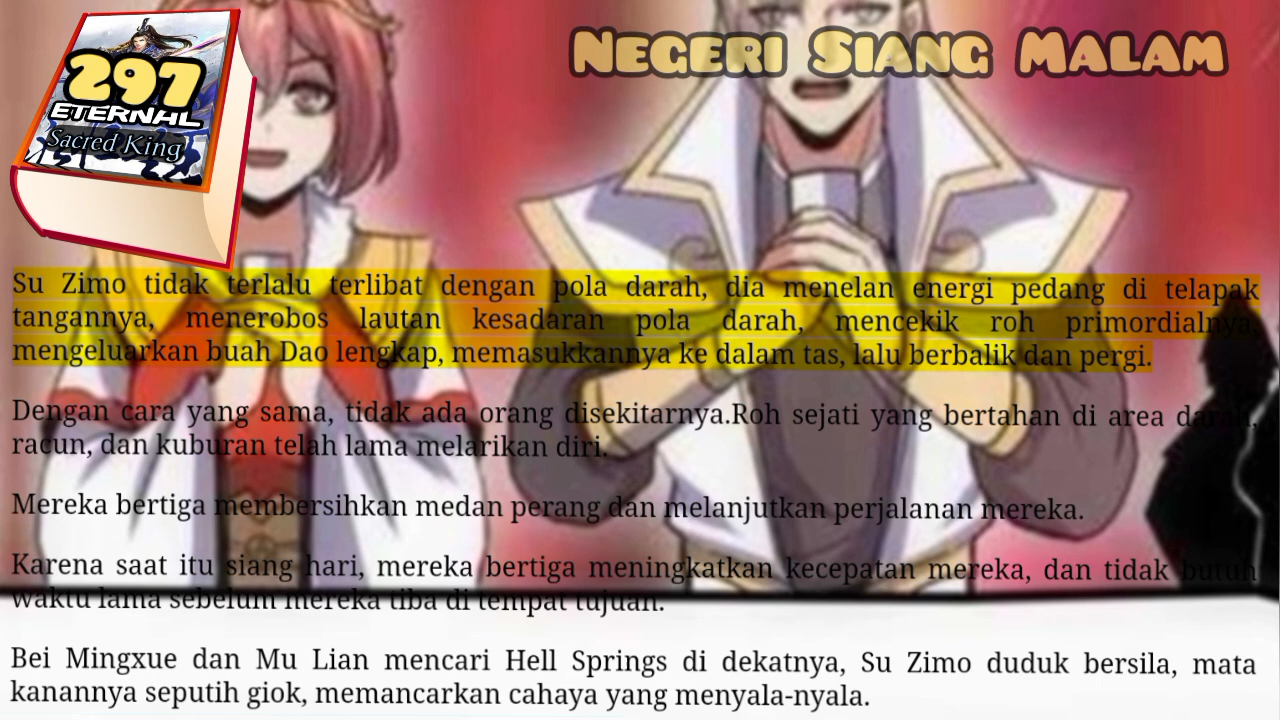 Negeri Siang Malam
297
ETERNAL
Sacred King
Su Zimo tidak terlalu terlibat dengan pola darah, dia menelan energi pedang di telapak
tangannya, menerobos lautan kesadaran pola darah, mencekik roh primordialnya,
mengeluarkan buah Dao lengkap, memasukkannya ke dalam tas, lalu berbalik dan pergi.
Dengan cara yang sama, tidak ada orang disekitarnya.Roh sejati yang bertahan di area darah,
racun, dan kuburan telah lama melarikan diri.
Mereka bertiga membersihkan medan perang dan melanjutkan perjalanan mereka.
Karena saat itu siang hari, mereka bertiga meningkatkan kecepatan mereka, dan tidak butuh
waktu lama sebelum mereka tiba di tempat tujuan.
Bei Mingxue dan Mu Lian mencari Hell Springs di dekatnya, Su Zimo duduk bersila, mata
kanannya seputih giok, memancarkan cahaya yang menyala-nyala.